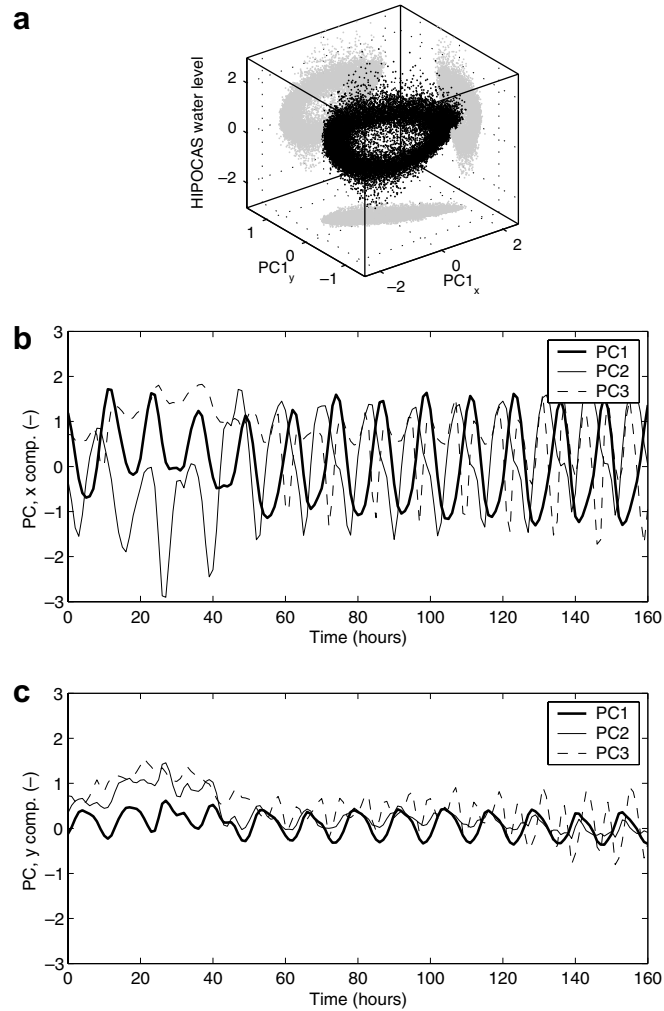 a
HIPOCAS water level
2
0
−2
1
0
−1
PC1y
−2
0
2
PC1x
b
3
2
1
0
−1
−2
−3
PC, x comp. (−)
PC1
PC2
PC3
0 20 40 60 80 100 120 140 160
Time (hours)
c
3
2
1
0
−1
−2
−3
PC, y comp. (−)
PC1
PC2
PC3
0 20 40 60 80 100 120 140 160
Time (hours)